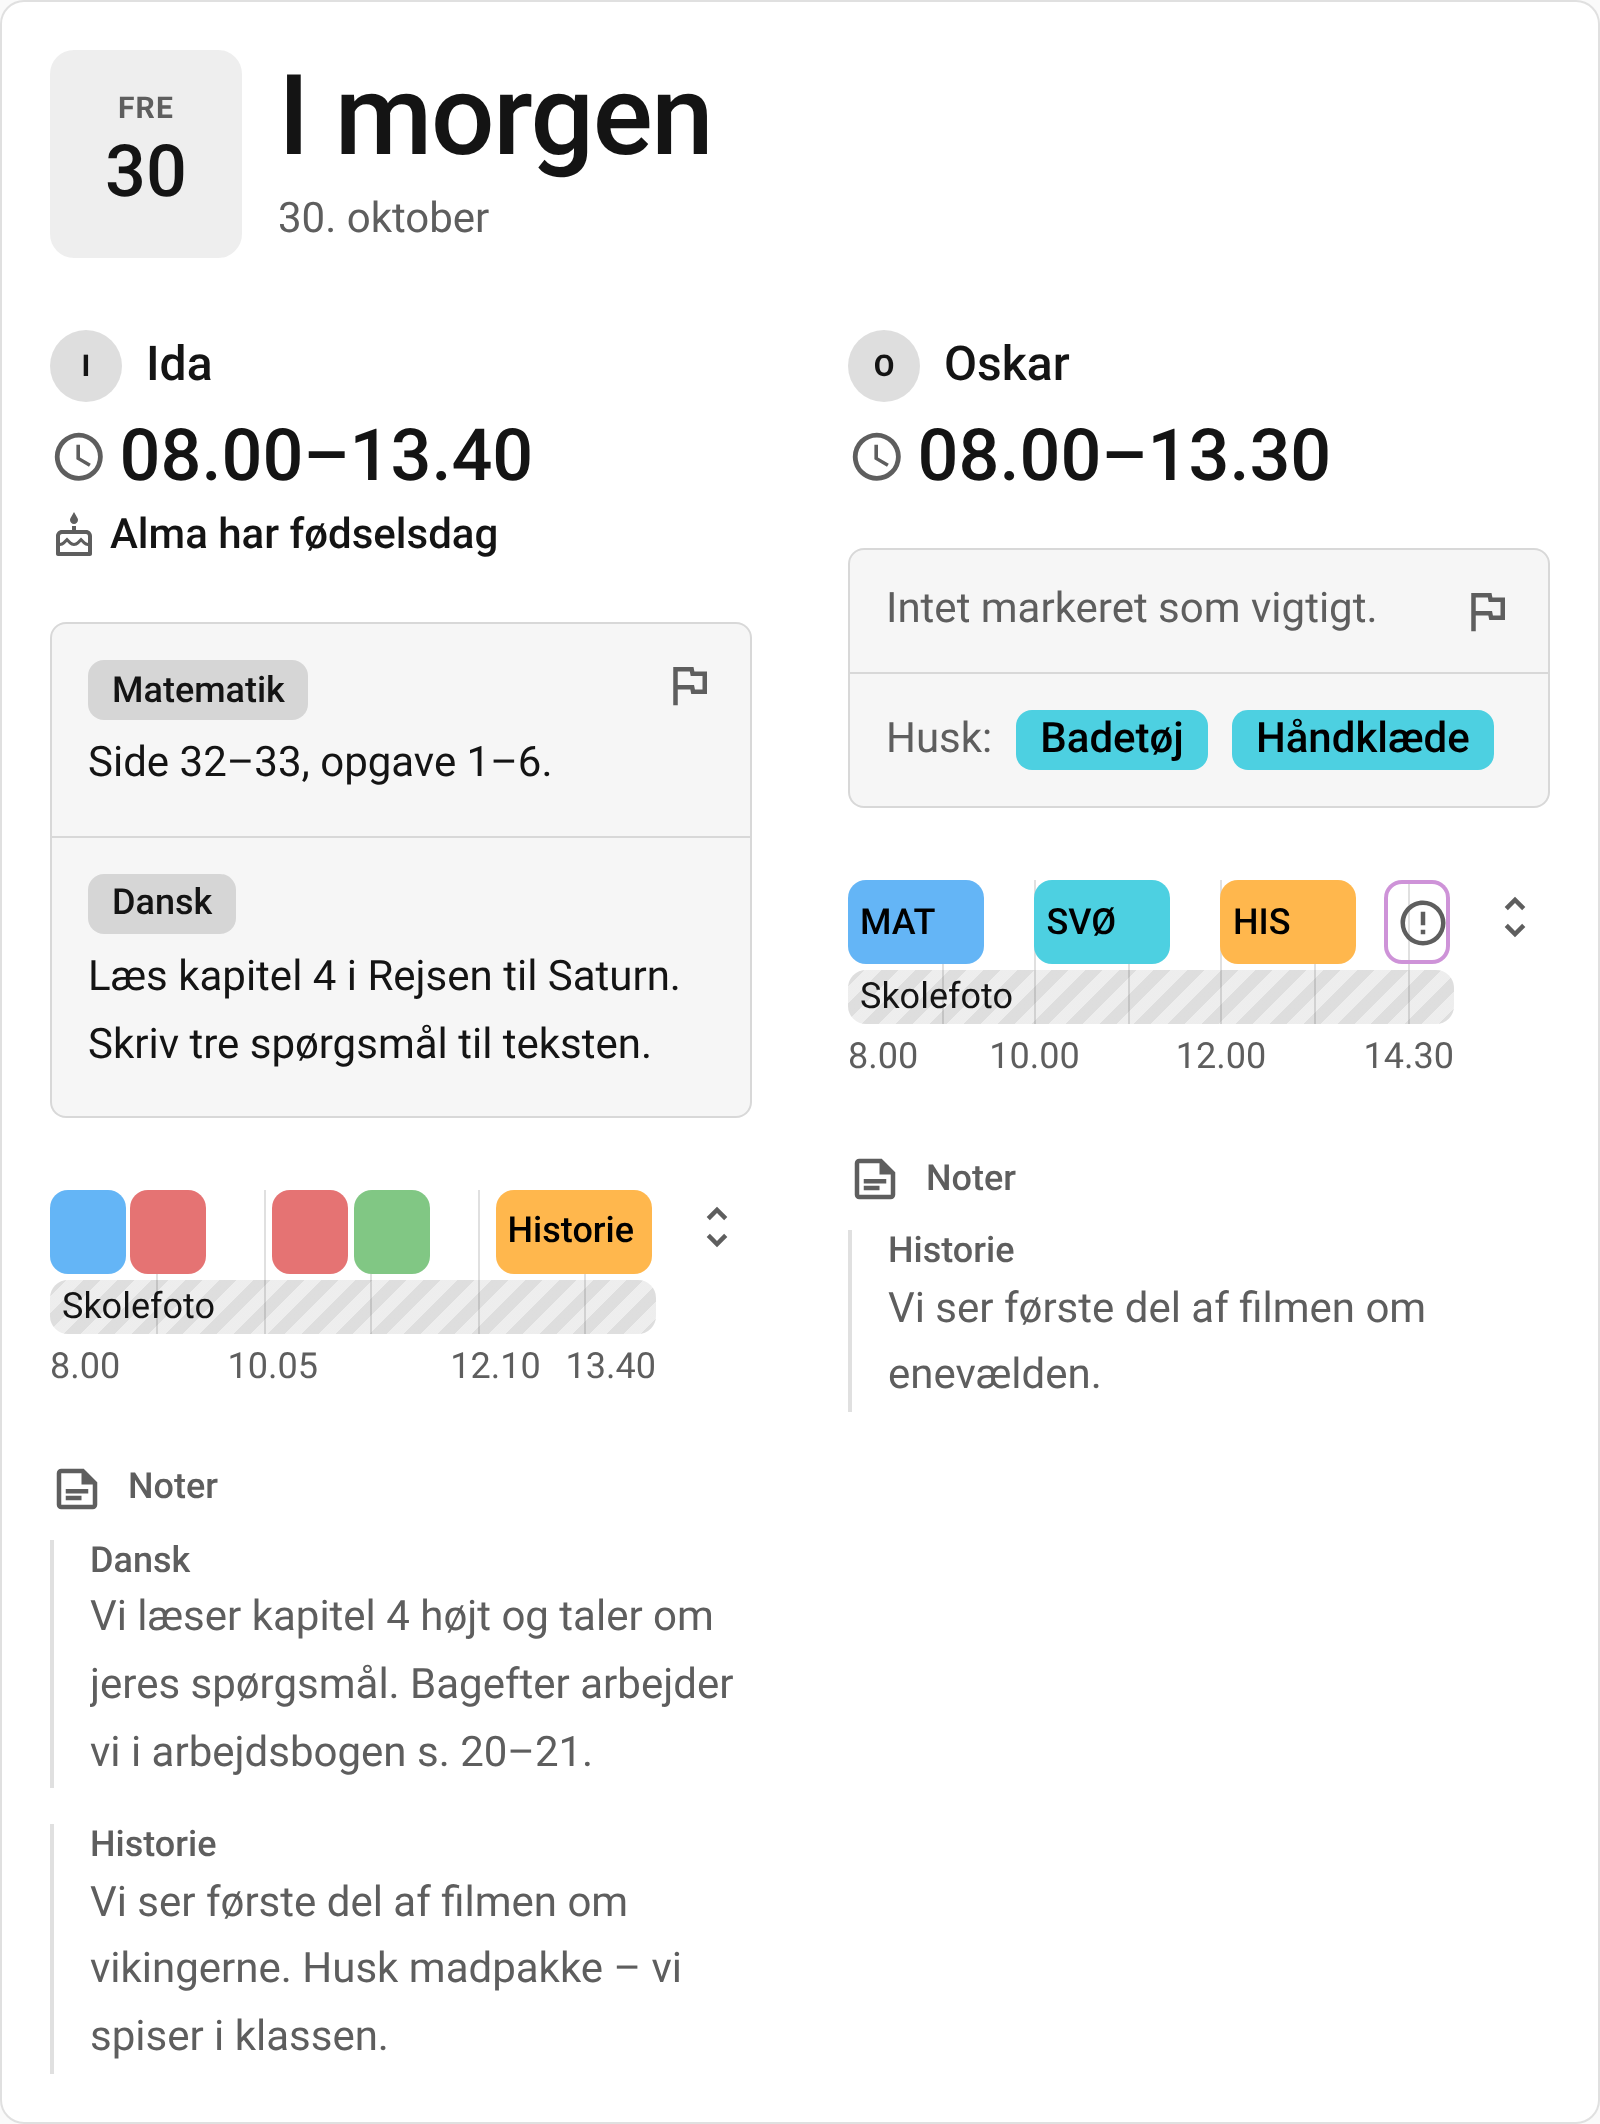 FRE
30
I morgen
30. oktober
I
Ida
08.00–13.40
Alma har fødselsdag
Matematik
Side 32–33, opgave 1–6.
Dansk
Læs kapitel 4 i Rejsen til Saturn.
Skriv tre spørgsmål til teksten.
Historie
Skolefoto
8.00 10.05 12.10 13.40
Noter
Dansk
Vi læser kapitel 4 højt og taler om
jeres spørgsmål. Bagefter arbejder
vi i arbejdsbogen s. 20–21.
Historie
Vi ser første del af filmen om
vikingerne. Husk madpakke – vi
spiser i klassen.
O
Oskar
08.00–13.30
Intet markeret som vigtigt.
Husk: Badetøj Håndklæde
MAT SVØ HIS
Skolefoto
8.00 10.00 12.00 14.30
Noter
Historie
Vi ser første del af filmen om
enevælden.